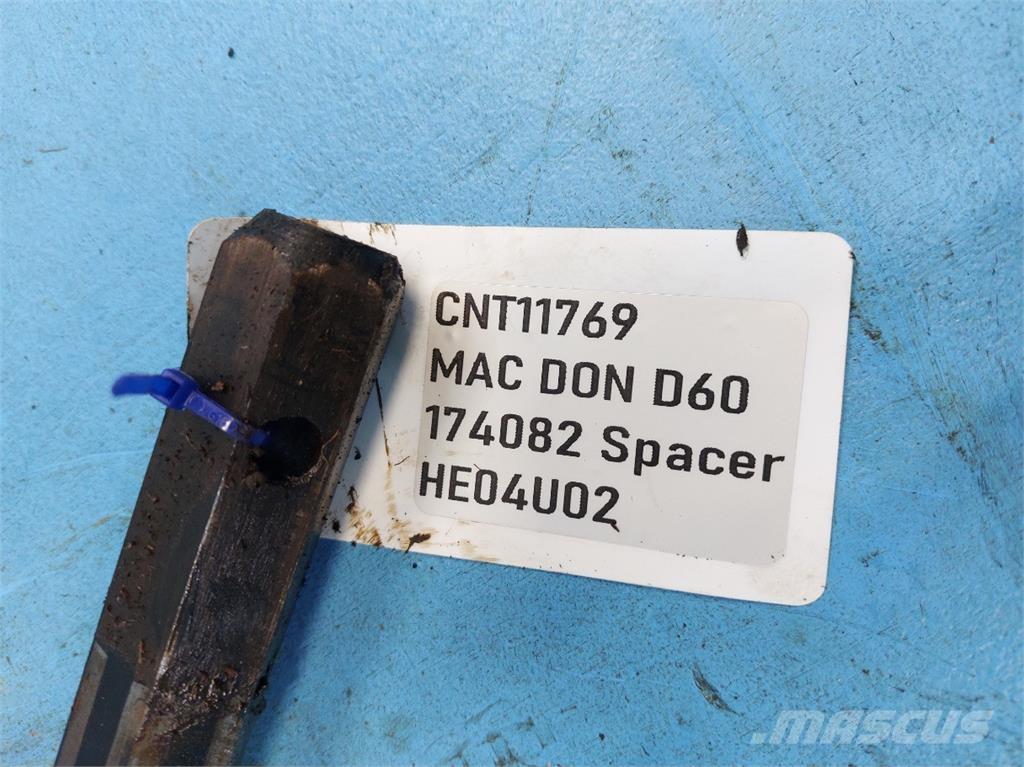 CNT11769
MAC DON D60
174082 Spacer
HE04U02
MASCUS